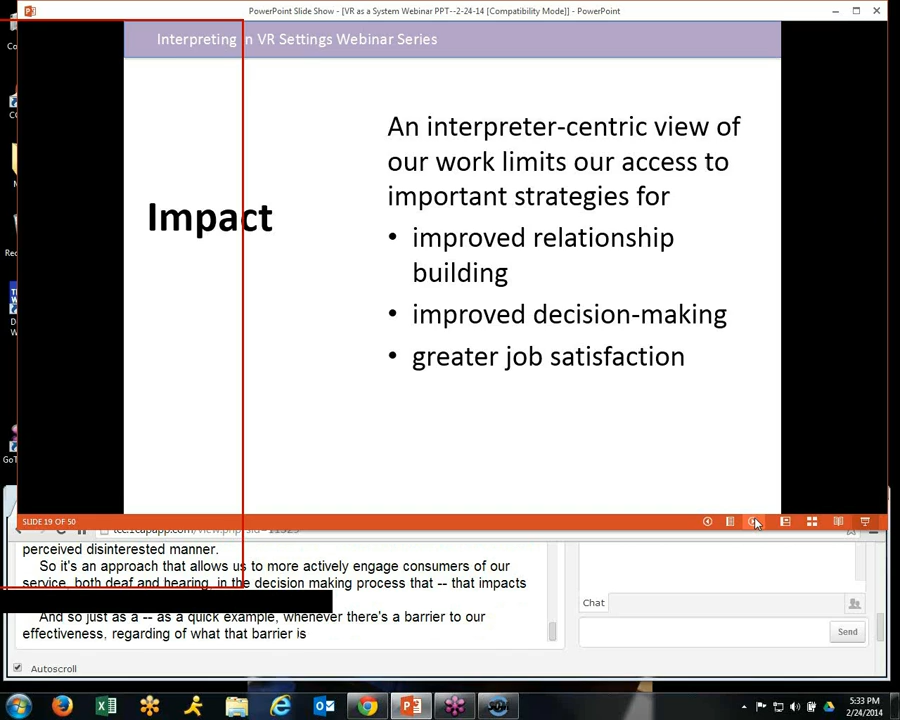 PowerPoint Slide Show - [VR as a System Webinar PPT--2-24-14 [Compatibility Mode]] - PowerPoint
Interpreting in VR Settings Webinar Series
An interpreter-centric view of
our work limits our access to
important strategies for
Impact
• improved relationship
building
• improved decision-making
• greater job satisfaction
SLIDE 19 OF 50
perceived disinterested manner.
So it's an approach that allows us to more actively engage consumers of our
service, both deaf and hearing, in the decision making process that -- that impacts
And so just as a -- as a quick example, whenever there's a barrier to our
effectiveness, regarding of what that barrier is
Chat
Send
Autoscroll
5:33 PM
2/24/2014